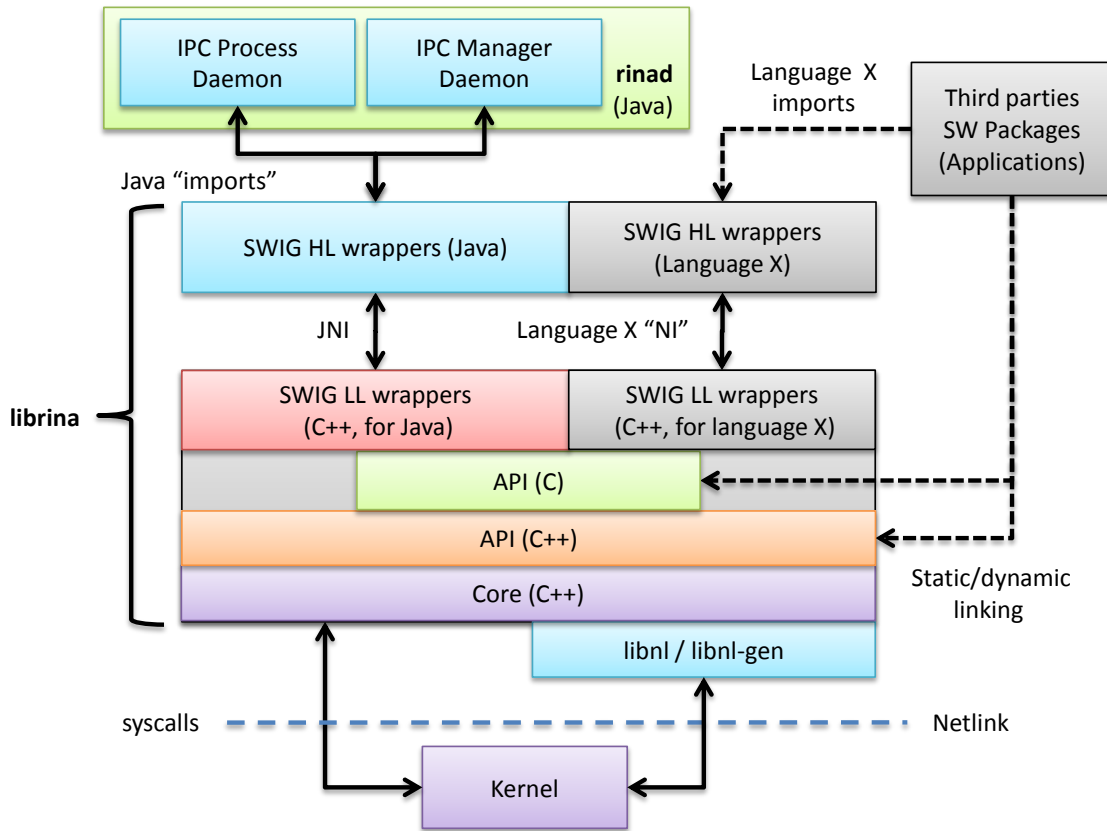 IPC Process
Daemon
IPC Manager
Daemon
rinad
(Java)
Language X
imports
Third parties
SW Packages
(Applications)
Java “imports”
SWIG HL wrappers (Java)
SWIG HL wrappers
(Language X)
JNI
Language X “NI”
librina
SWIG LL wrappers
(C++, for Java)
SWIG LL wrappers
(C++, for language X)
API (C)
API (C++)
Core (C++)
Static/dynamic
linking
libnl / libnl-gen
syscalls
Netlink
Kernel